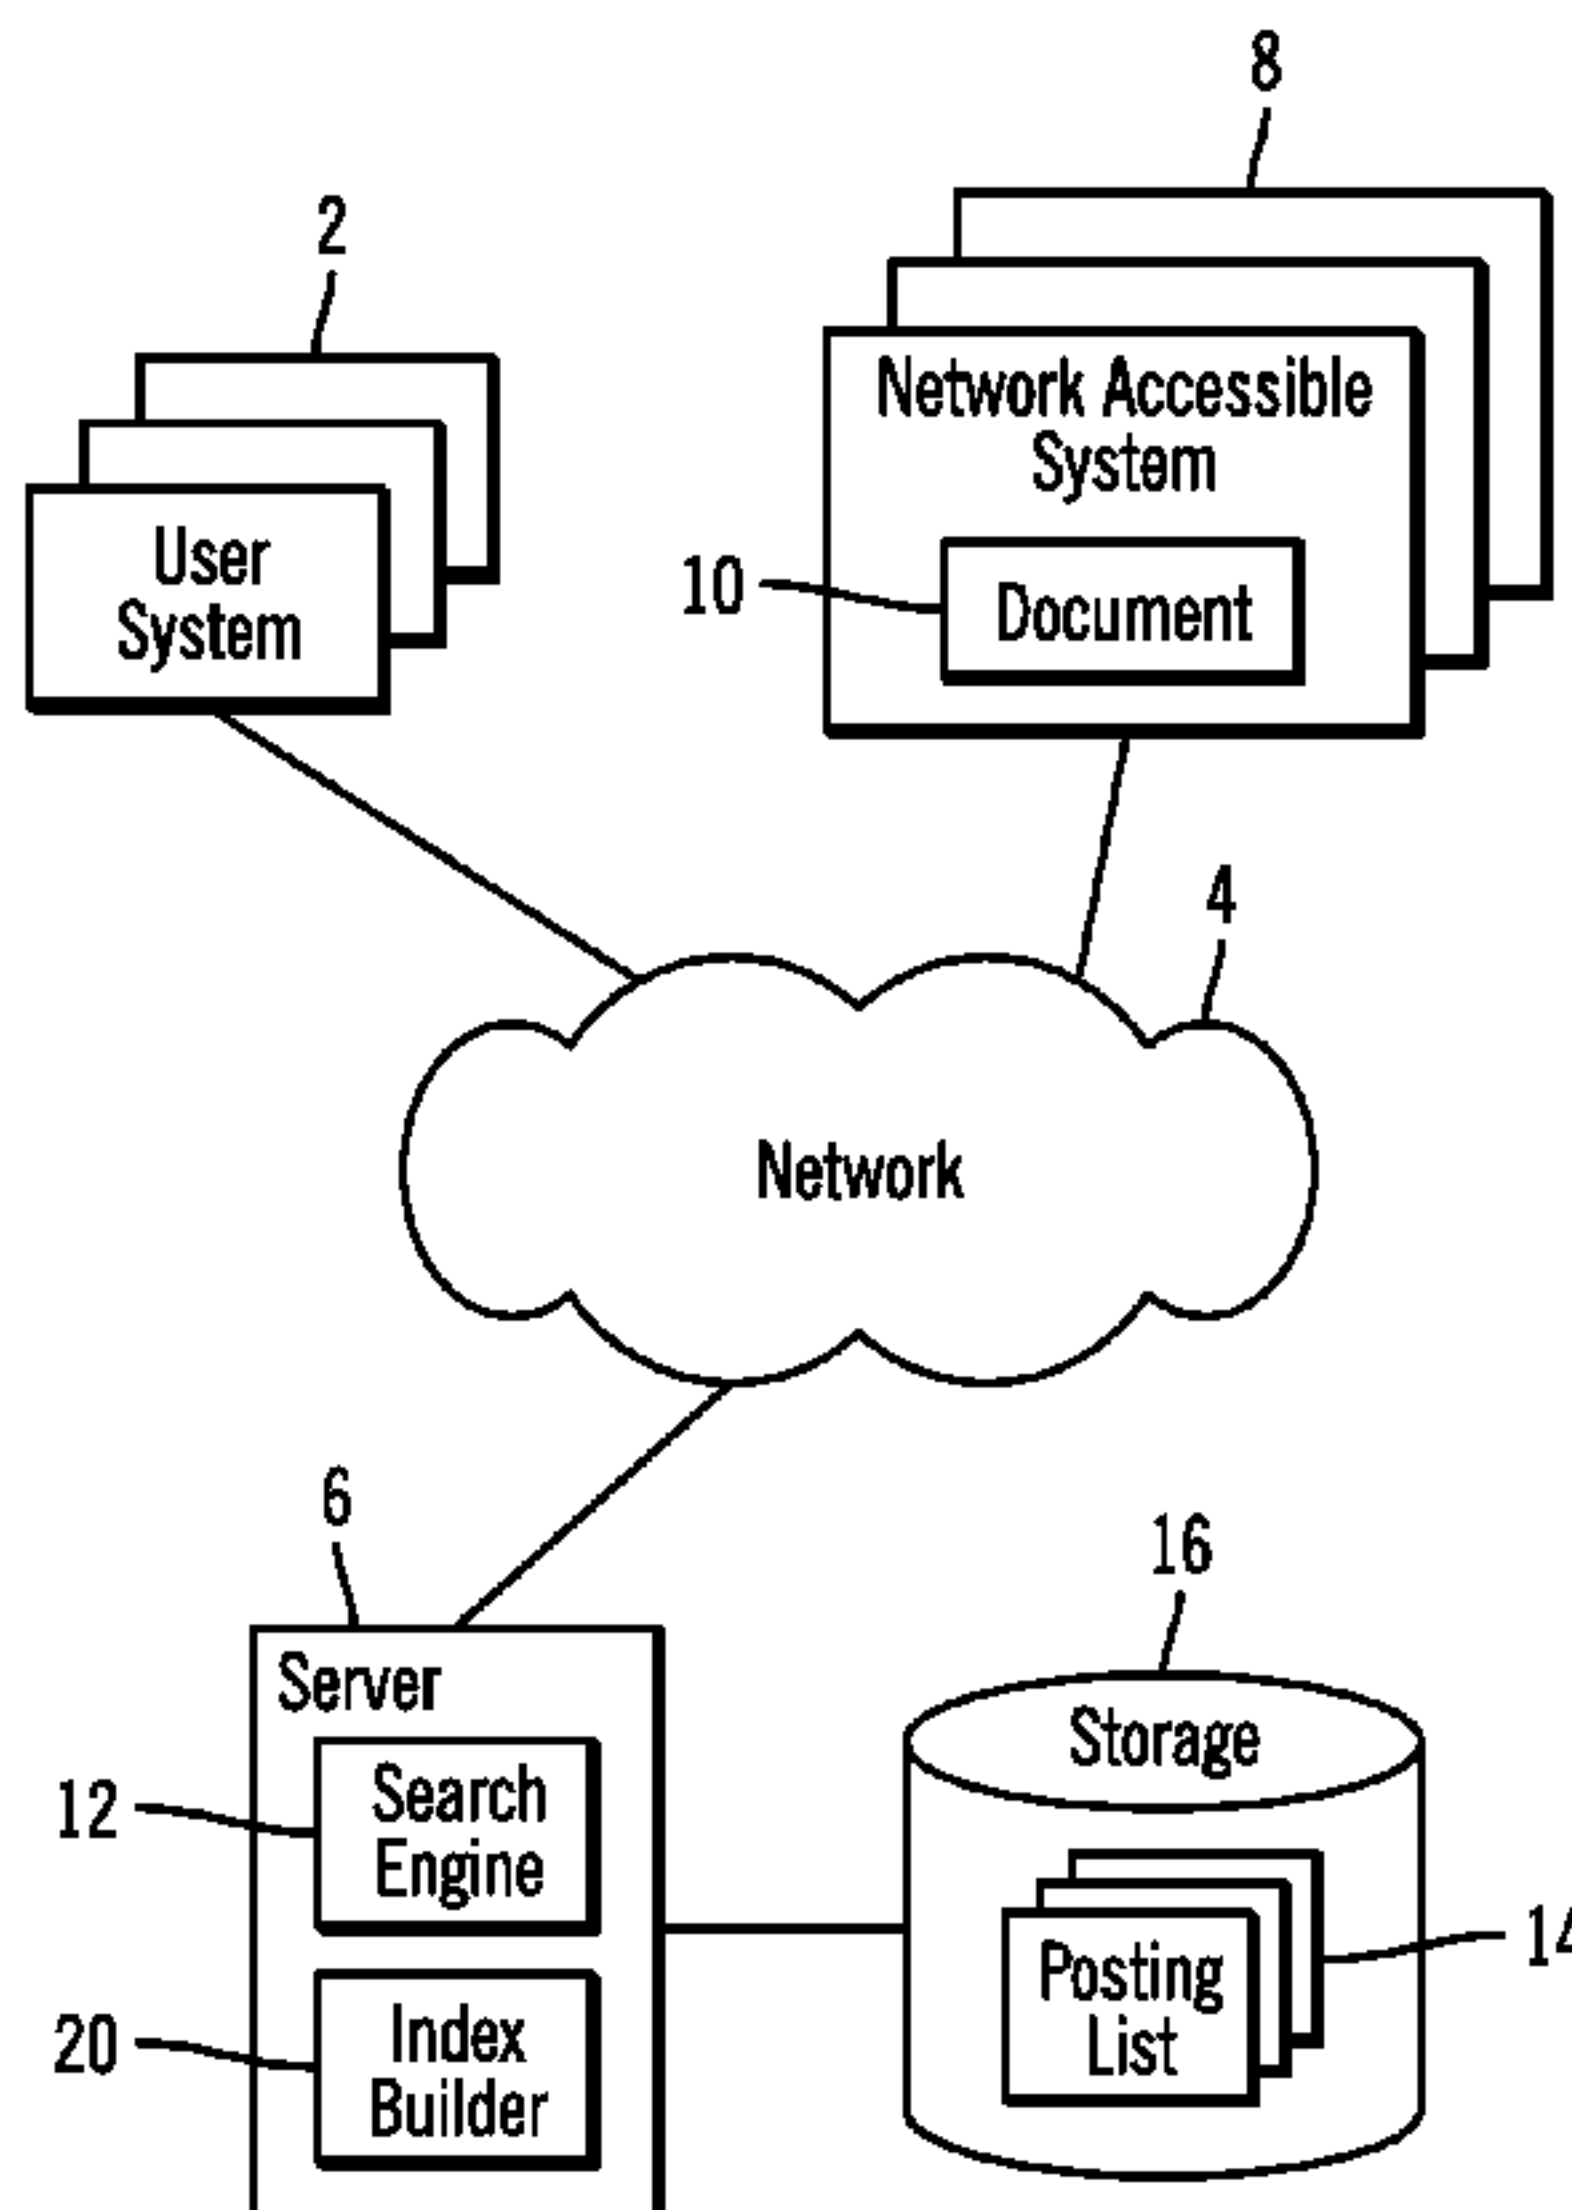 8
2
Network Accessible
System
User
System
10
Document
4
Network
6
16
Server
Storage
12
Search
Engine
Posting
List
14
20
Index
Builder